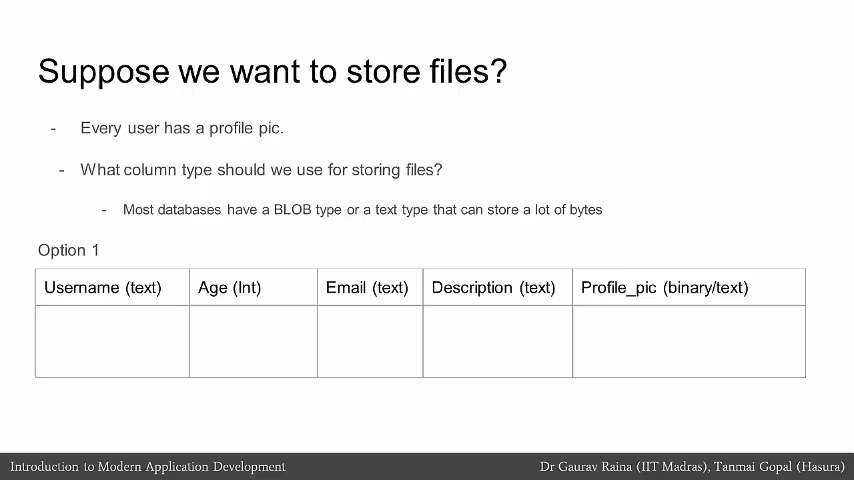 Suppose we want to store files?
- Every user has a profile pic.
- What column type should we use for storing files?
- Most databases have a BLOB type or a text type that can store a lot of bytes
Option 1
Username (text) Age (Int) Email (text) Description (text) Profile_pic (binary/text)
Introduction to Modern Application Development Dr Gaurav Raina (IIT Madras), Tanmai Gopal (Hasura)